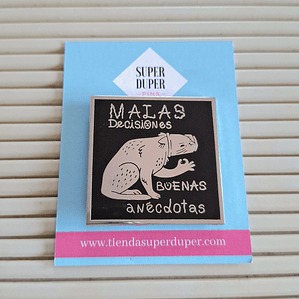 SUPER
DUPER
PINS
MALAS
Decisiones
BUENAS
anécdotas
www.tiendasuperduper.com